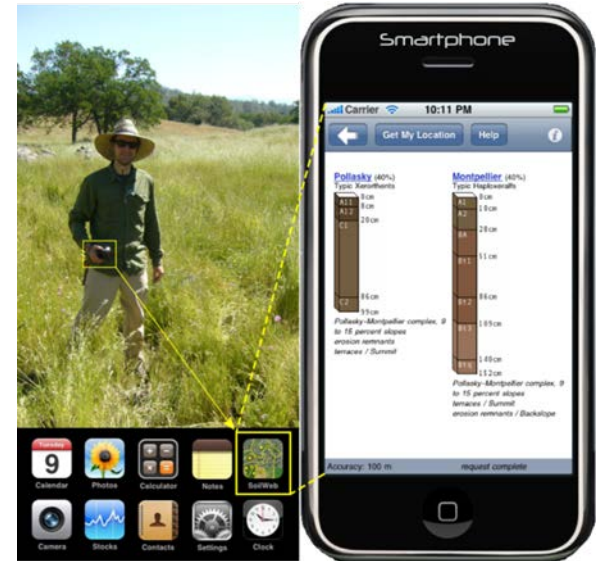 Smartphone
Carrier 10:11 PM
Get My Location Help
Pollasky (40%)
Typic Xerorthents
0cm
A11
8cm
A12
20cm
C1
86cm
C2
99cm
Pollasky-Montpellier complex, 9
to 15 percent slopes
erosion remnants
terraces / Summit
Montpellier (40%)
Typic Haploxeralfs
0cm
A1
10cm
A2
28cm
BA
51cm
Bt1
86cm
Bt2
109cm
Bt3
140cm
152cm
Pollasky-Montpellier complex, 9
to 15 percent slopes
terraces / Summit
erosion remnants / Backslope
Accuracy: 100 m request complete
Tuesday
9
Calendar Photos Calculator Notes SoilWeb
Camera Stocks Contacts Settings Clock